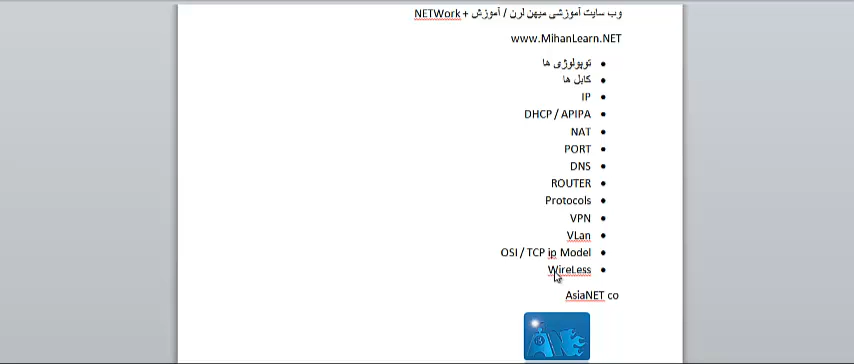 وب سایت آموزشی میهن لرن / آموزش + NETWork
www.MihanLearn.NET
• توپولوژی ها
• کابل ها
• IP
• DHCP / APIPA
• NAT
• PORT
• DNS
• ROUTER
• Protocols
• VPN
• VLan
• OSI / TCP ip Model
• WireLess
AsiaNET co